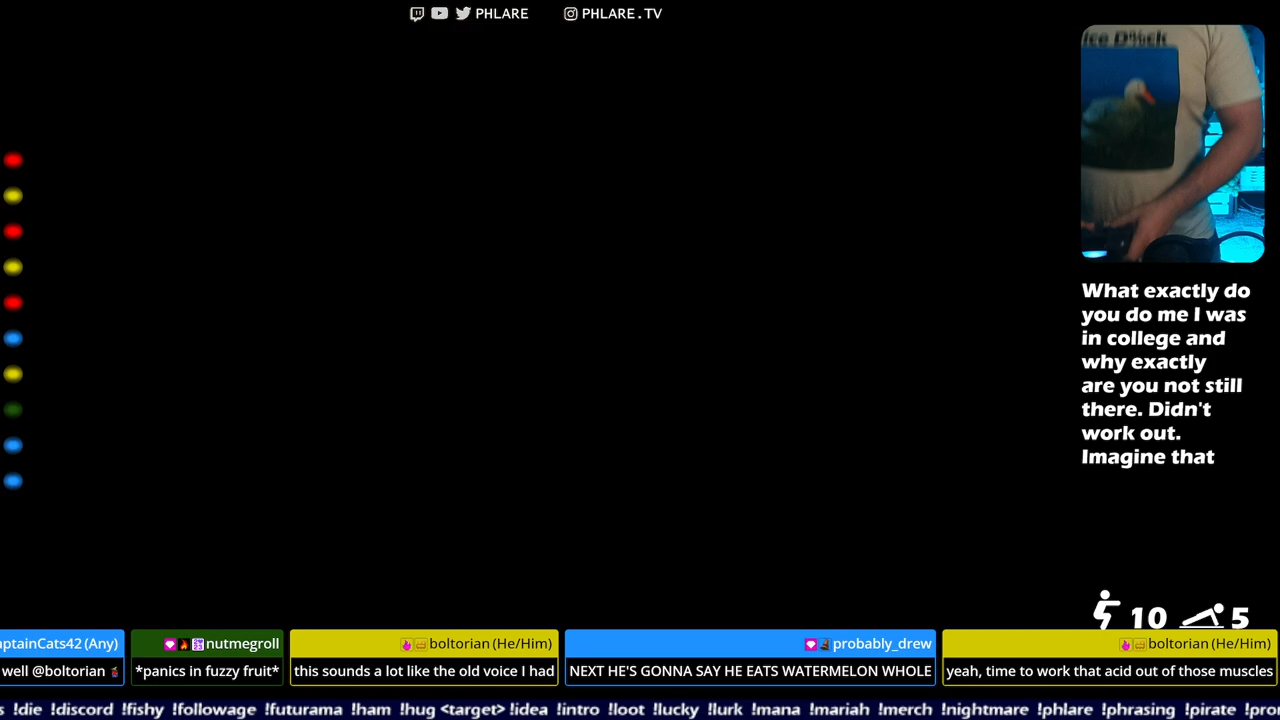 PHLARE PHLARE.TV
ice D%ck
What exactly do
you do me I was
in college and
why exactly
are you not still
there. Didn't
work out.
Imagine that
10 5
ptainCats42 (Any)
well @boltorian
nutmegroll
*panics in fuzzy fruit*
boltorian (He/Him)
this sounds a lot like the old voice I had
probably_drew
NEXT HE'S GONNA SAY HE EATS WATERMELON WHOLE
boltorian (He/Him)
yeah, time to work that acid out of those muscles
s !die !discord !fishy !followage !futurama !ham !hug <target> !idea !intro !loot !lucky !lurk !mana !mariah !merch !nightmare !phlare !phrasing !pirate !pro